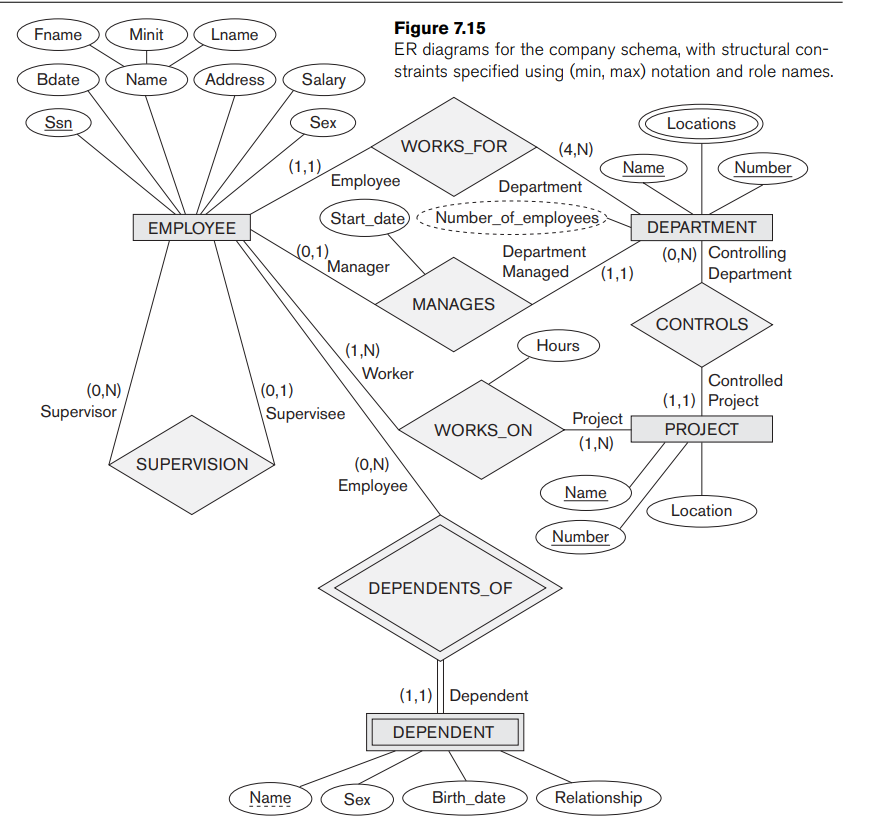 Figure 7.15
ER diagrams for the company schema, with structural con-
straints specified using (min, max) notation and role names.
Fname
Minit
Lname
Bdate
Name
Address
Salary
Ssn
Sex
WORKS_FOR
(1,1)
Employee
(4,N)
Department
Locations
Name
Number
Start_date
Number_of_employees
EMPLOYEE
DEPARTMENT
(0,1)
Manager
MANAGES
Department
Managed
(1,1)
(0,N)
Controlling
Department
CONTROLS
(1,N)
Worker
Hours
(0,N)
Supervisor
(0,1)
Supervisee
SUPERVISION
WORKS_ON
Project
(1,N)
(1,1)
Controlled
Project
PROJECT
(0,N)
Employee
Name
Number
Location
DEPENDENTS_OF
(1,1)
Dependent
DEPENDENT
Name
Sex
Birth_date
Relationship